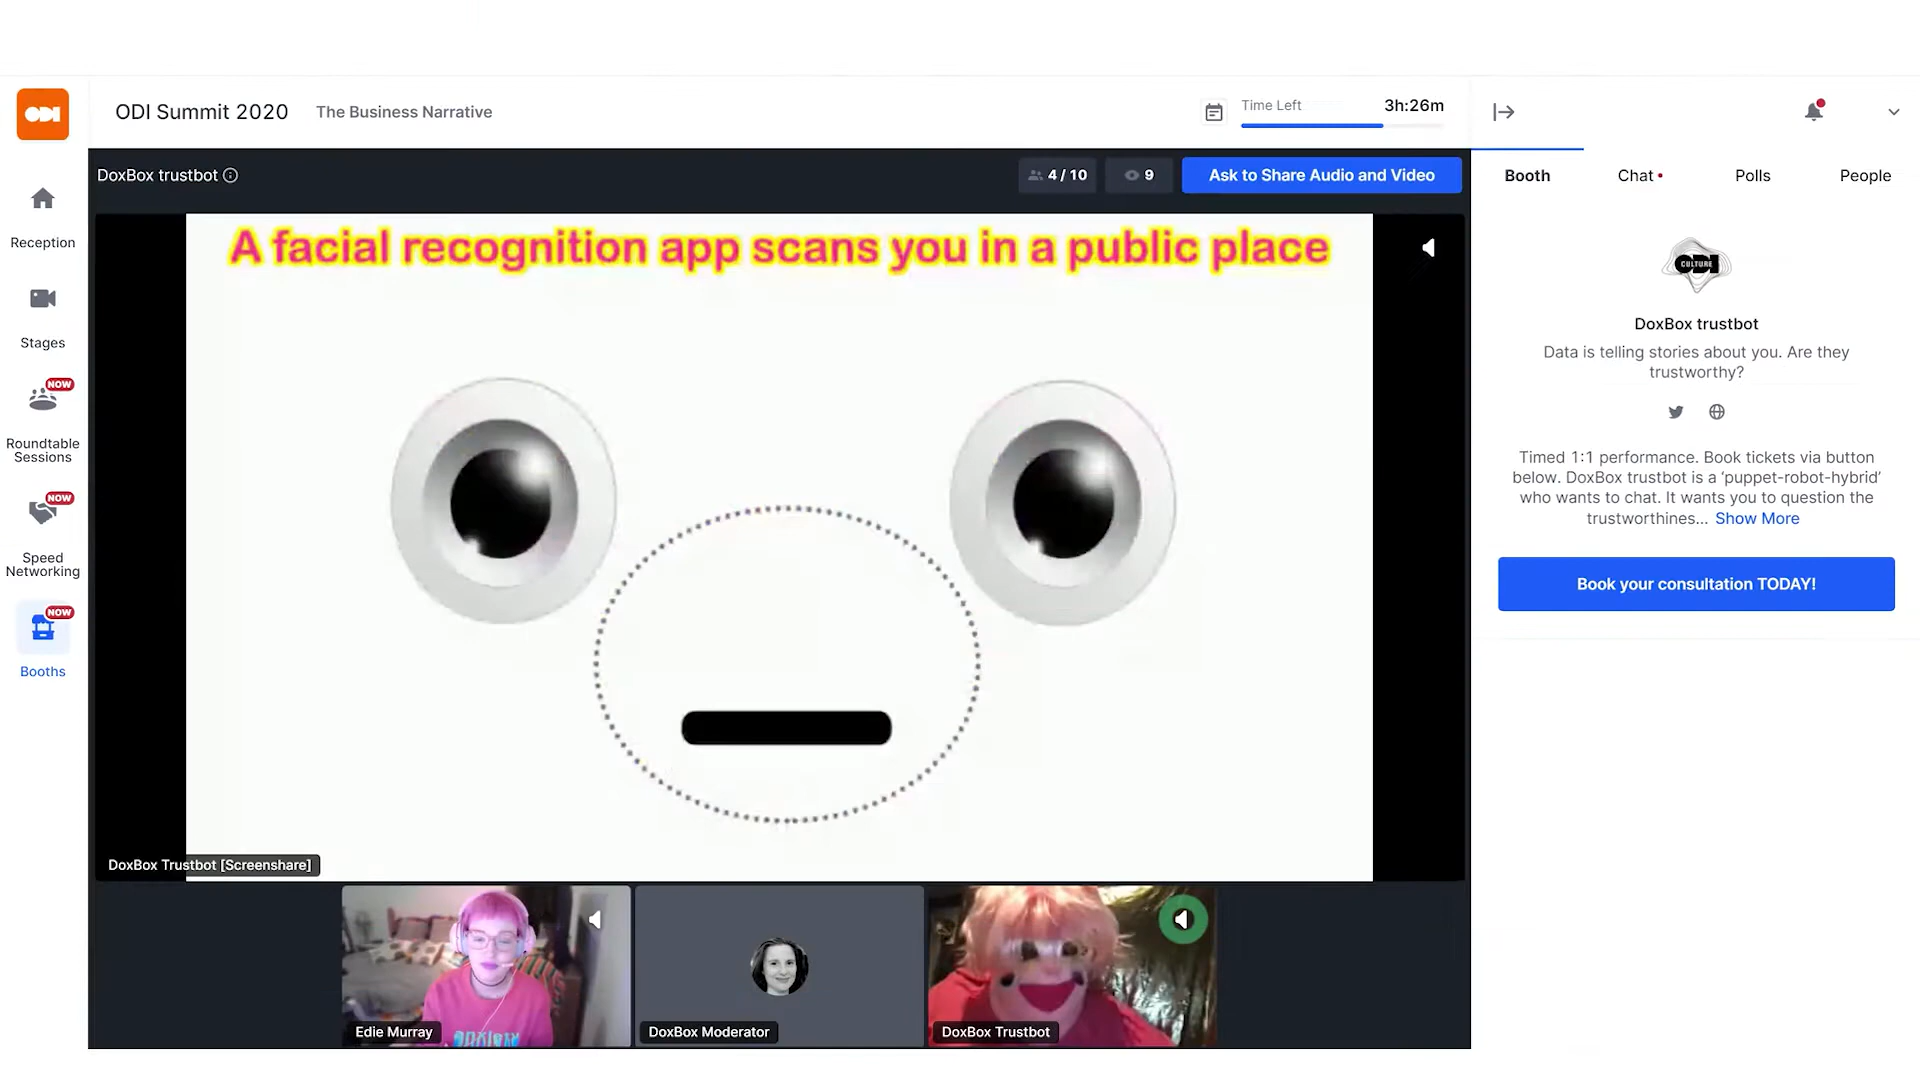 ODI
ODI Summit 2020
The Business Narrative
Time Left
3h:26m
Reception
Stages
NOW
Roundtable
Sessions
NOW
Speed
Networking
NOW
Booths
DoxBox trustbot
4 / 10
9
Ask to Share Audio and Video
A facial recognition app scans you in a public place
DoxBox Trustbot [Screenshare]
Edie Murray
DoxBox Moderator
DoxBox Trustbot
Booth
Chat
Polls
People
ODI
CULTURE
DoxBox trustbot
Data is telling stories about you. Are they
trustworthy?
Timed 1:1 performance. Book tickets via button
below. DoxBox trustbot is a ‘puppet-robot-hybrid’
who wants to chat. It wants you to question the
trustworthines... Show More
Book your consultation TODAY!